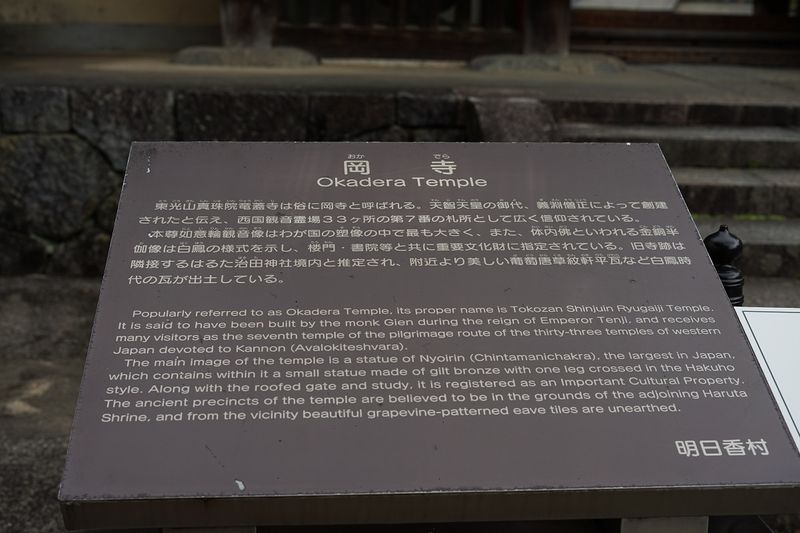 おか でら
岡 寺
Okadera Temple
東光山真珠院竜蓋寺は俗に岡寺と呼ばれる。天智天皇の御代、義淵僧正によって創建
されたと伝え、西国観音霊場33ヶ所の第7番の札所として広く信仰されている。
本尊如意輪観音像はわが国の塑像の中で最も大きく、また、体内佛といわれる金銅半
伽像は白鳳の様式を示し、楼門・書院等と共に重要文化財に指定されている。旧寺跡は
隣接するはるた治田神社境内と推定され、附近より美しい葡萄唐草紋軒平瓦など白鳳時
代の瓦が出土している。
Popularly referred to as Okadera Temple, its proper name is Tokozan Shinjuin Ryugaiji Temple.
It is said to have been built by the monk Gien during the reign of Emperor Tenji, and receives
many visitors as the seventh temple of the pilgrimage route of the thirty-three temples of western
Japan devoted to Kannon (Avalokiteshvara).
The main image of the temple is a statue of Nyoirin (Chintamanichakra), the largest in Japan,
which contains within it a small statue made of gilt bronze with one leg crossed in the Hakuho
style. Along with the roofed gate and study, it is registered as an Important Cultural Property.
The ancient precincts of the temple are believed to be in the grounds of the adjoining Haruta
Shrine, and from the vicinity beautiful grapevine-patterned eave tiles are unearthed.
明日香村